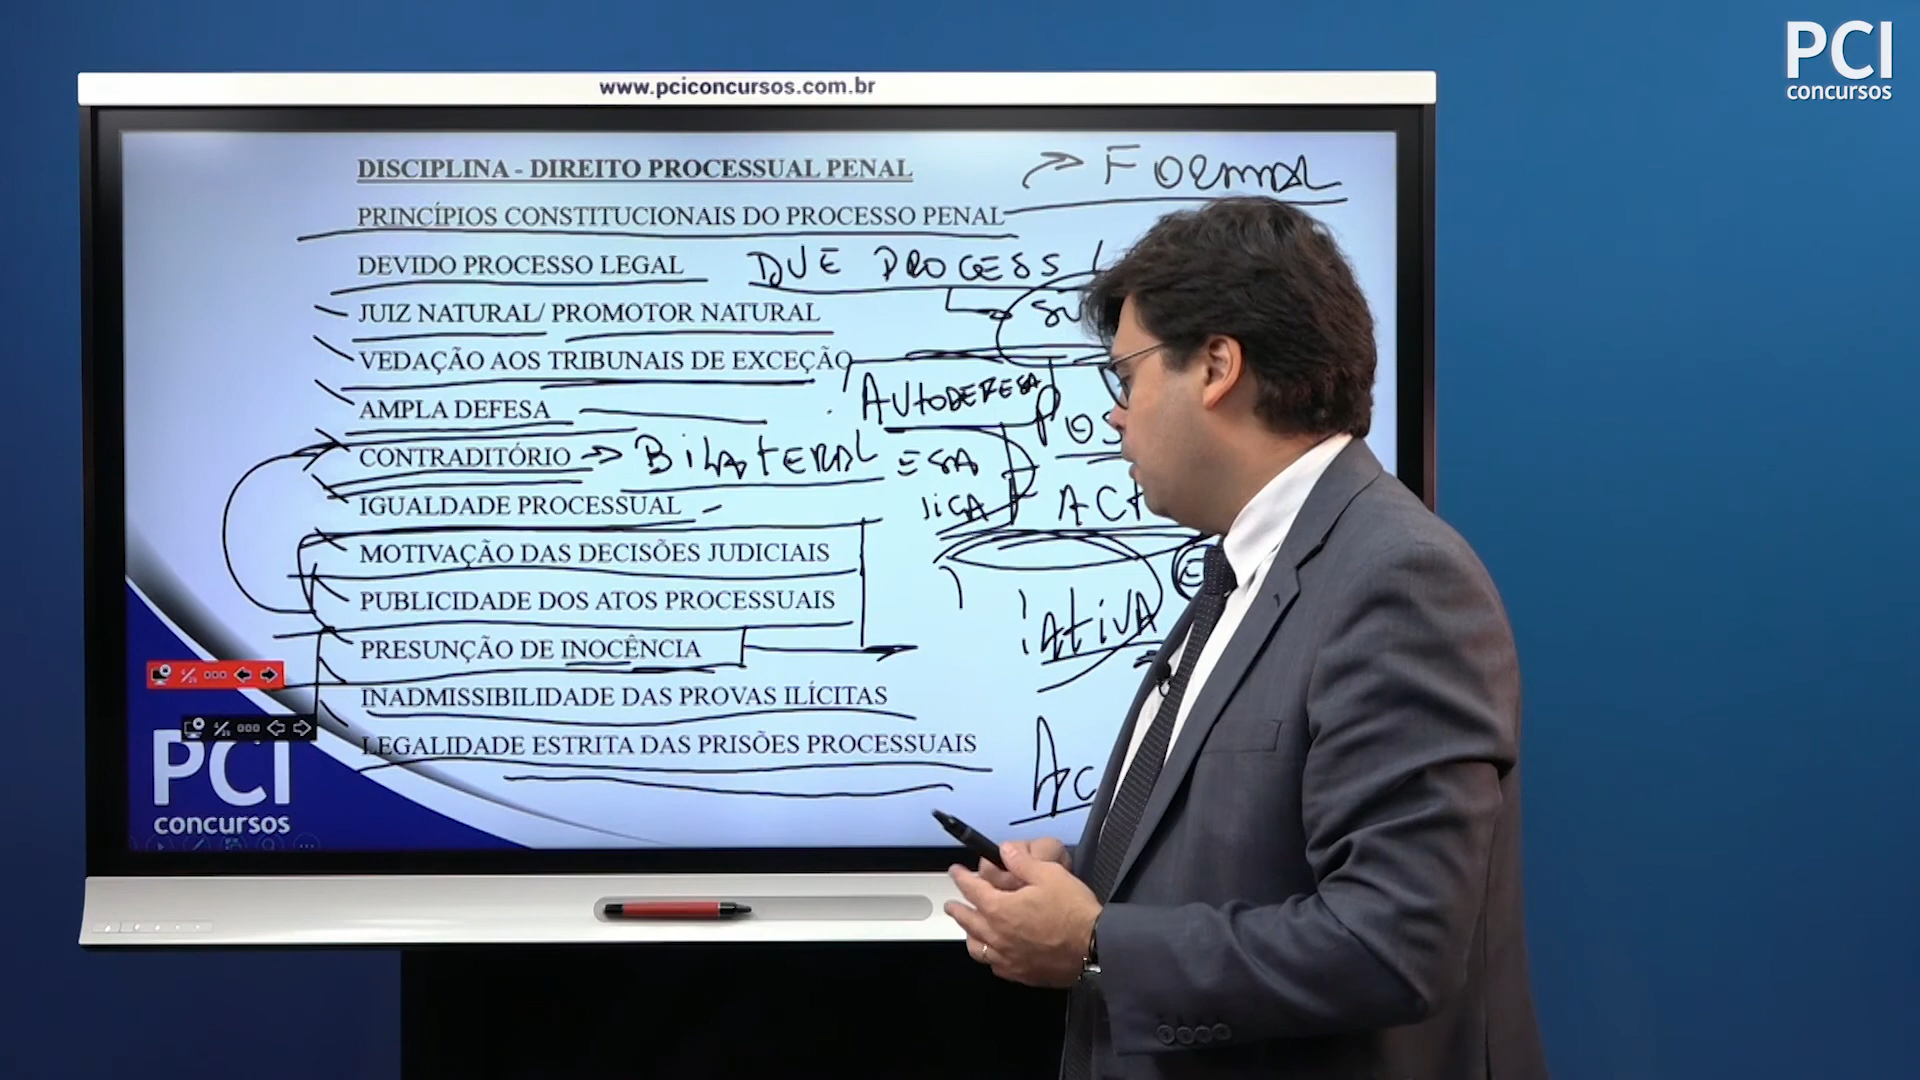 www.pciconcursos.com.br
PCI
concursos
DISCIPLINA - DIREITO PROCESSUAL PENAL
FORMAL
PRINCÍPIOS CONSTITUCIONAIS DO PROCESSO PENAL
DEVIDO PROCESSO LEGAL DUE PROCESS
JUIZ NATURAL/ PROMOTOR NATURAL
VEDAÇÃO AOS TRIBUNAIS DE EXCEÇÃO
AMPLA DEFESA AUTODEFESA
CONTRADITÓRIO BILATERAL
IGUALDADE PROCESSUAL
MOTIVAÇÃO DAS DECISÕES JUDICIAIS
PUBLICIDADE DOS ATOS PROCESSUAIS
PRESUNÇÃO DE INOCÊNCIA
INADMISSIBILIDADE DAS PROVAS ILÍCITAS
LEGALIDADE ESTRITA DAS PRISÕES PROCESSUAIS
PCI
concursos